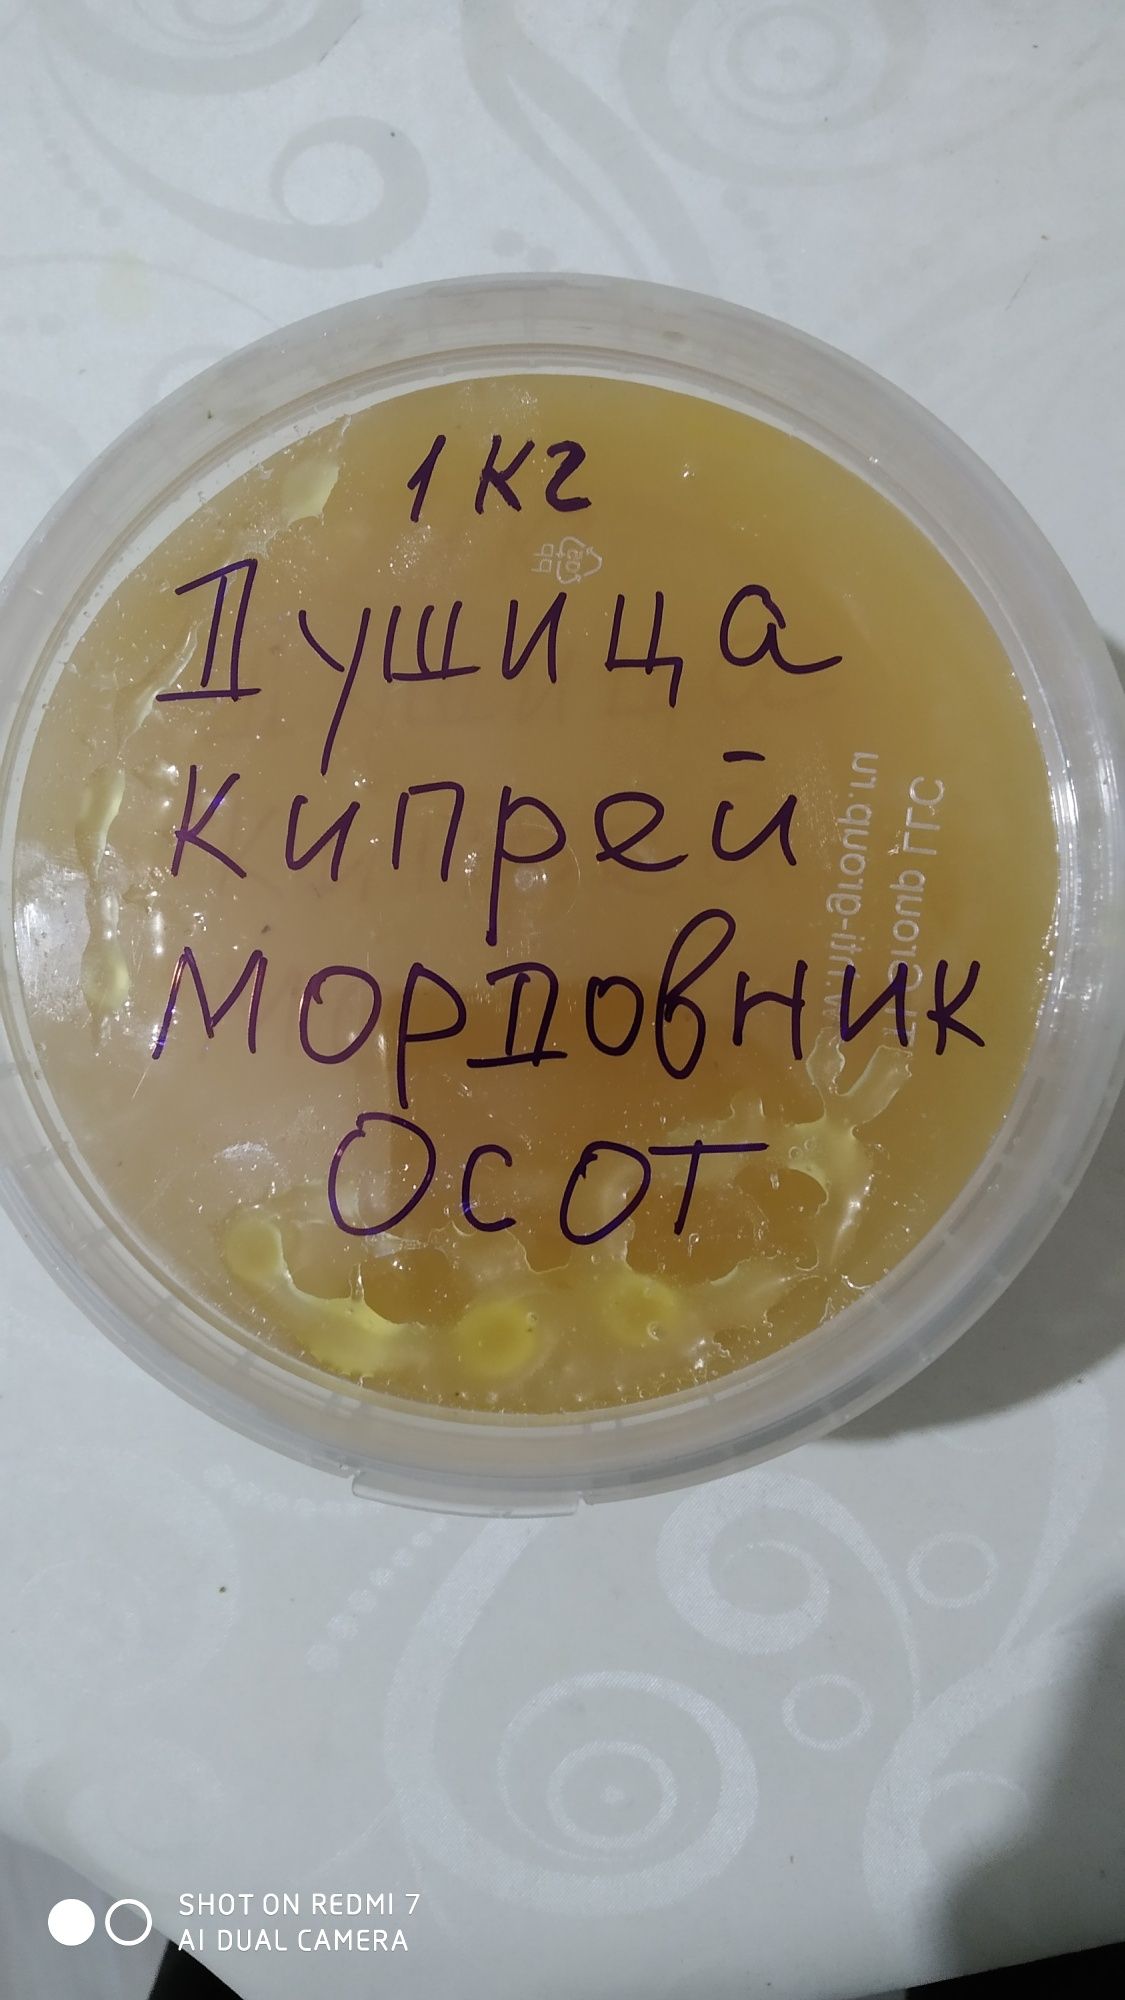 1 кг
Душица
Кипрей
Мордовник
Осот
SHOT ON REDMI 7
AI DUAL CAMERA